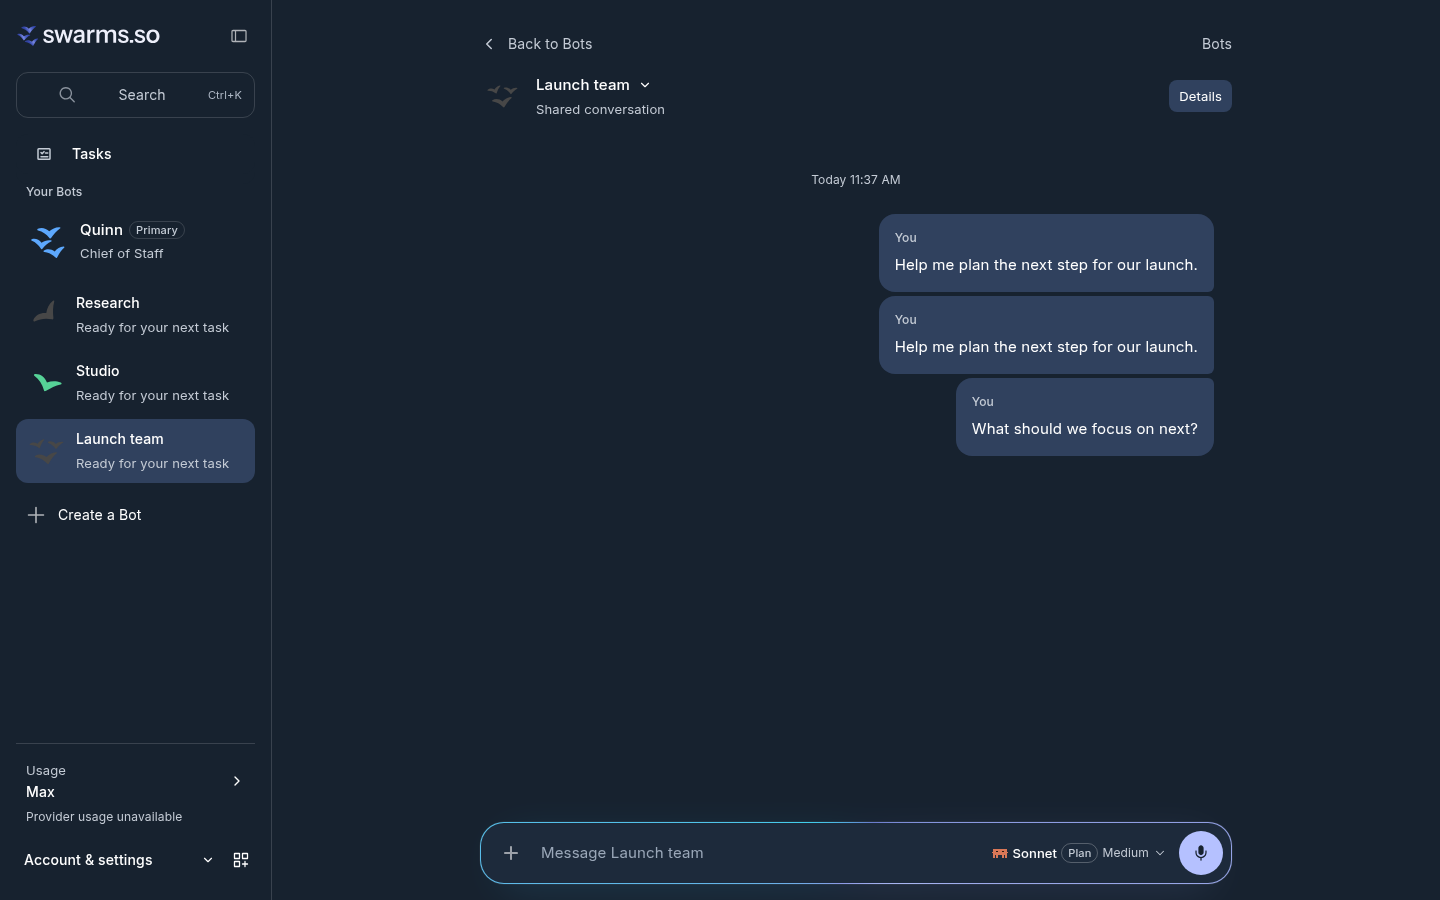 swarms.so
Search Ctrl+K
Tasks
Your Bots
Quinn Primary
Chief of Staff
Research
Ready for your next task
Studio
Ready for your next task
Launch team
Ready for your next task
Create a Bot
Usage
Max
Provider usage unavailable
Account & settings
Back to Bots
Bots
Launch team
Shared conversation
Details
Today 11:37 AM
You
Help me plan the next step for our launch.
You
Help me plan the next step for our launch.
You
What should we focus on next?
Message Launch team
Sonnet Plan Medium